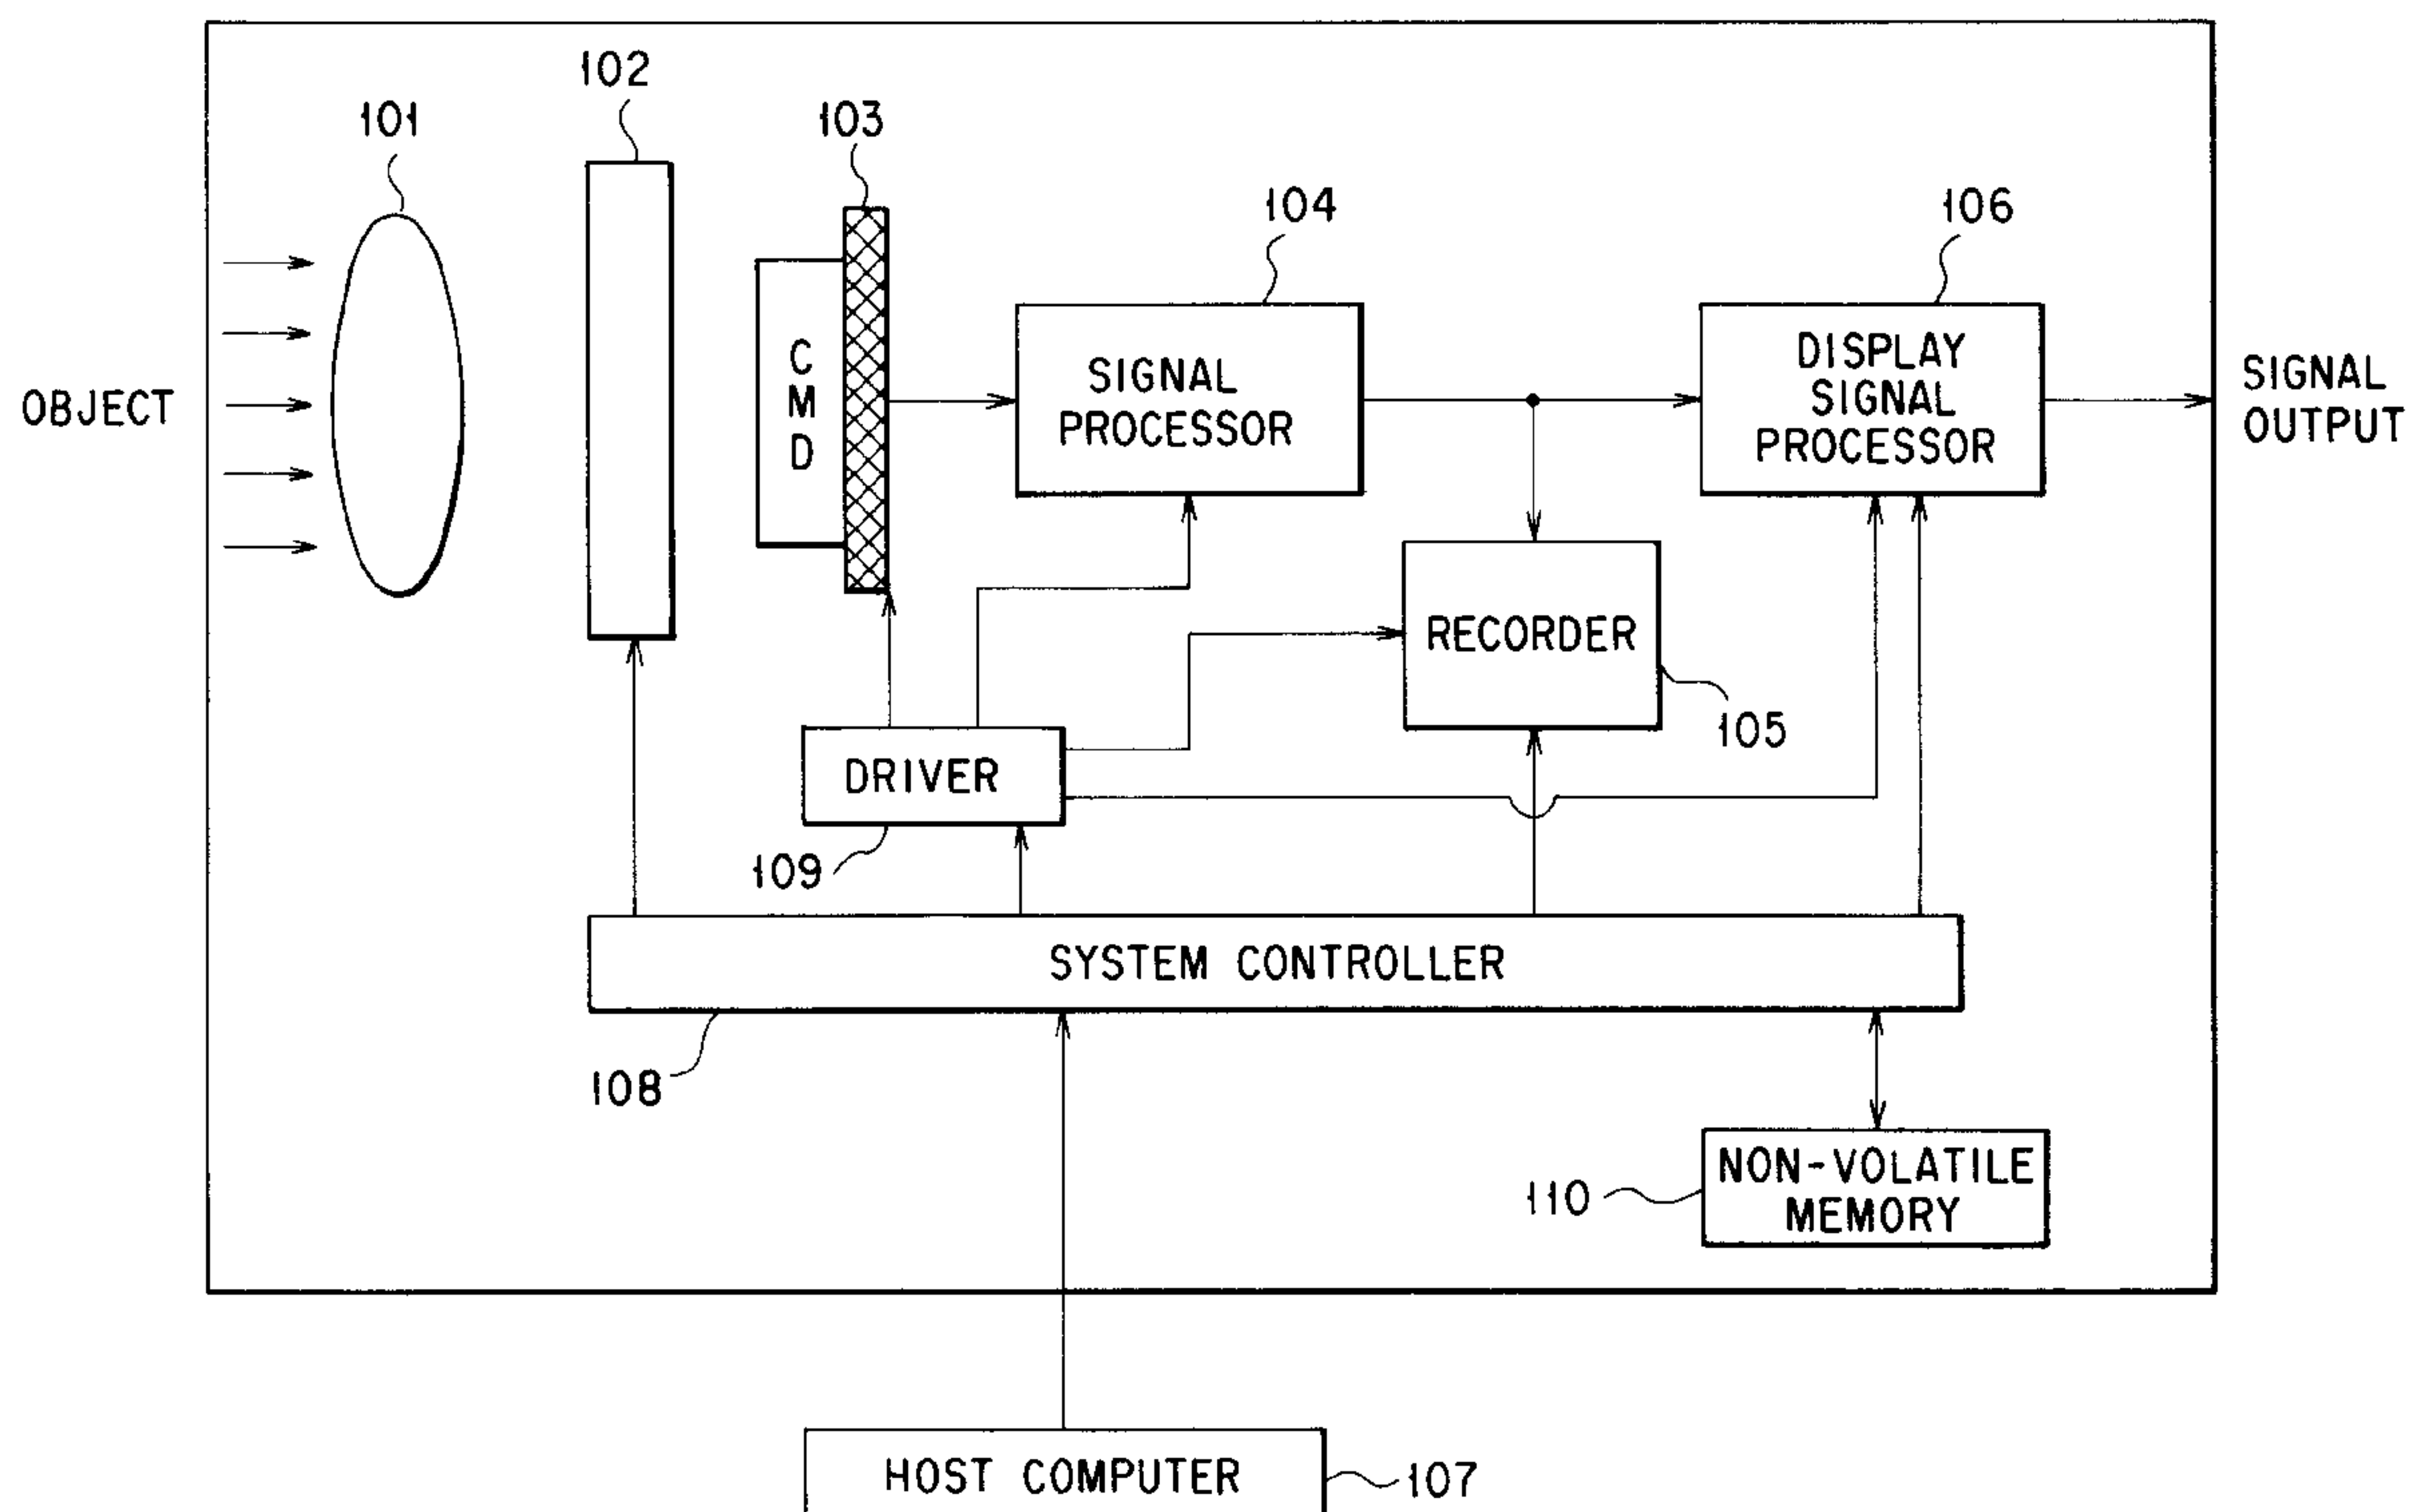 102
101
103
104
106
OBJECT
CMD
SIGNAL
PROCESSOR
DISPLAY
SIGNAL
PROCESSOR
SIGNAL
OUTPUT
RECORDER
105
DRIVER
109
SYSTEM CONTROLLER
108
110
NON-VOLATILE
MEMORY
HOST COMPUTER
107